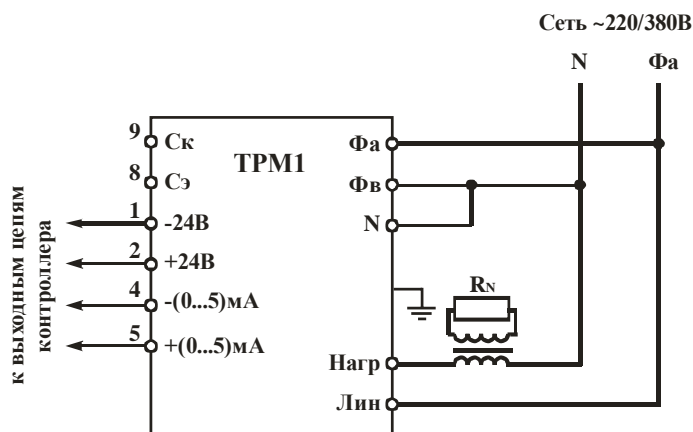 Сеть ~220/380В
N Фа
9 Ск
ТРМ1
Фа
8 Сэ
Фв
1 -24В
N
2 +24В
4 -(0...5)мА
RN
5 +(0...5)мА
Нагр
Лин
к выходным цепям
контроллера